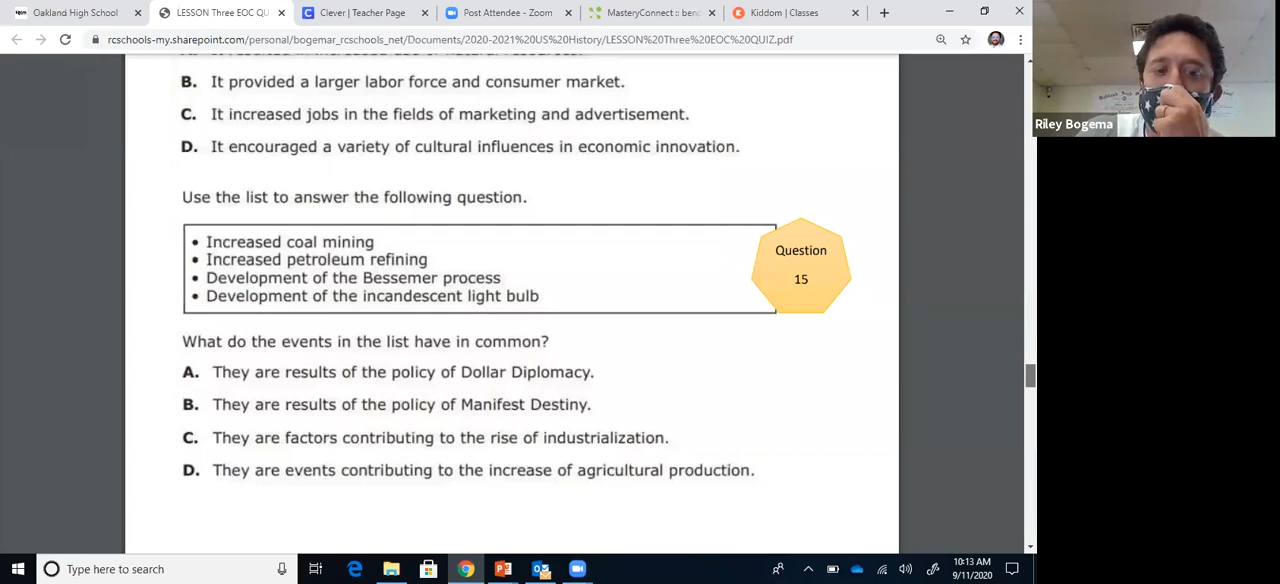 Oakland High School
LESSON Three EOC QU
Clever | Teacher Page
Post Attendee - Zoom
MasteryConnect :: ben
Kiddom | Classes
rcschools-my.sharepoint.com/personal/bogemar_rcschools_net/Documents/2020-2021%20US%20History/LESSON%20Three%20EOC%20QUIZ.pdf
B. It provided a larger labor force and consumer market.
C. It increased jobs in the fields of marketing and advertisement.
D. It encouraged a variety of cultural influences in economic innovation.
Use the list to answer the following question.
• Increased coal mining
• Increased petroleum refining
• Development of the Bessemer process
• Development of the incandescent light bulb
Question
15
What do the events in the list have in common?
A. They are results of the policy of Dollar Diplomacy.
B. They are results of the policy of Manifest Destiny.
C. They are factors contributing to the rise of industrialization.
D. They are events contributing to the increase of agricultural production.
Riley Bogema
Type here to search
10:13 AM
9/11/2020